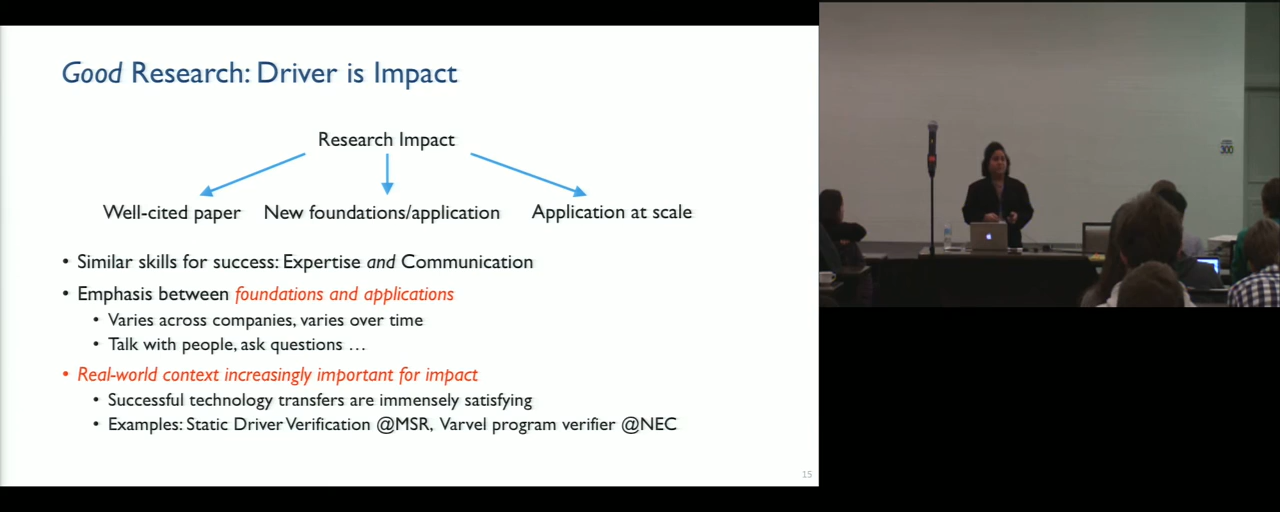 Good Research: Driver is Impact
Research Impact
Well-cited paper New foundations/application Application at scale
• Similar skills for success: Expertise and Communication
• Emphasis between foundations and applications
• Varies across companies, varies over time
• Talk with people, ask questions …
• Real-world context increasingly important for impact
• Successful technology transfers are immensely satisfying
• Examples: Static Driver Verification @MSR, Varvel program verifier @NEC
15
300